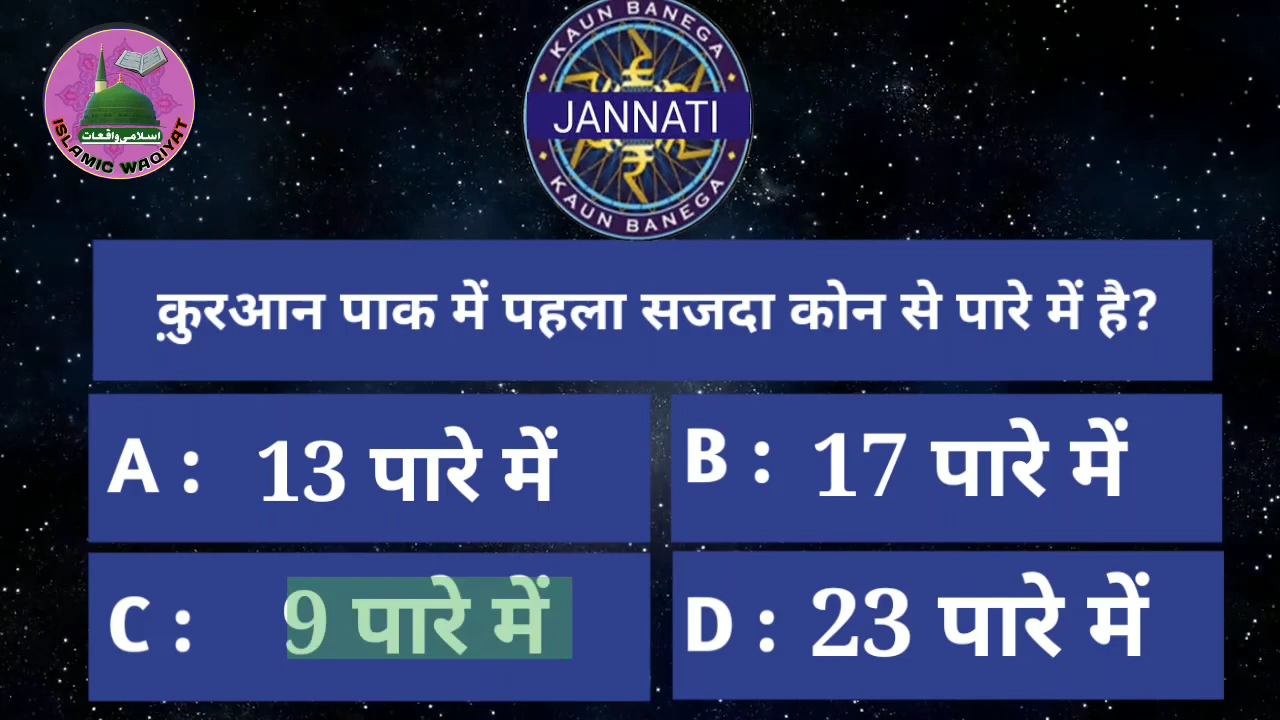 KAUN BANEGA
JANNATI
KAUN BANEGA
اسلامی واقعات
ISLAMIC WAQIYAT
क़ुरआन पाक में पहला सजदा कोन से पारे में है?
A : 13 पारे में
B : 17 पारे में
C : 9 पारे में
D : 23 पारे में